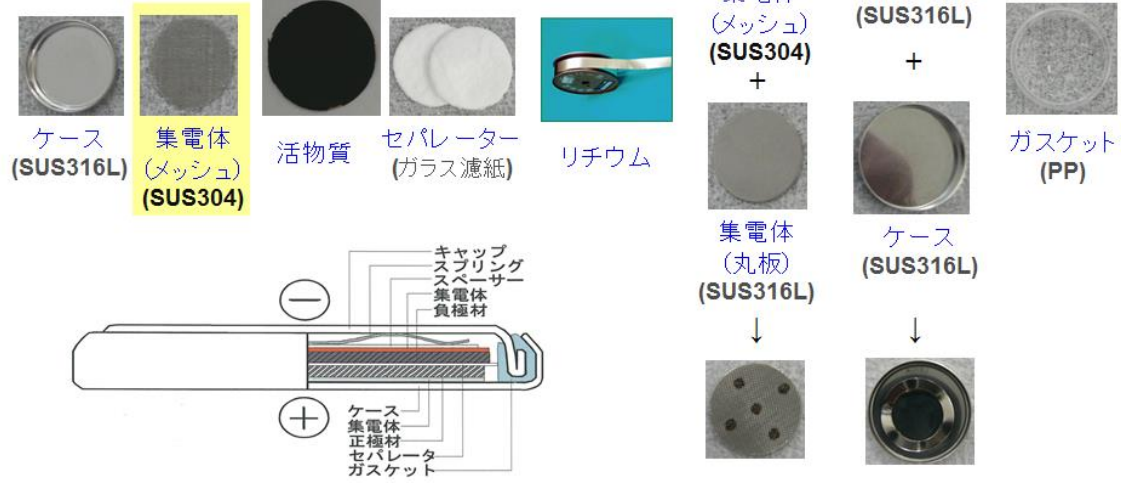 ケース
(SUS316L)
集電体
(メッシュ)
(SUS304)
活物質
セパレーター
(ガラス濾紙)
リチウム
(メッシュ)
(SUS304)
+
集電体
(丸板)
(SUS316L)
↓
(SUS316L)
+
ケース
(SUS316L)
↓
ガスケット
(PP)
キャップ
スプリング
スペーサー
集電体
負極材
−
+
ケース
集電体
正極材
セパレータ
ガスケット